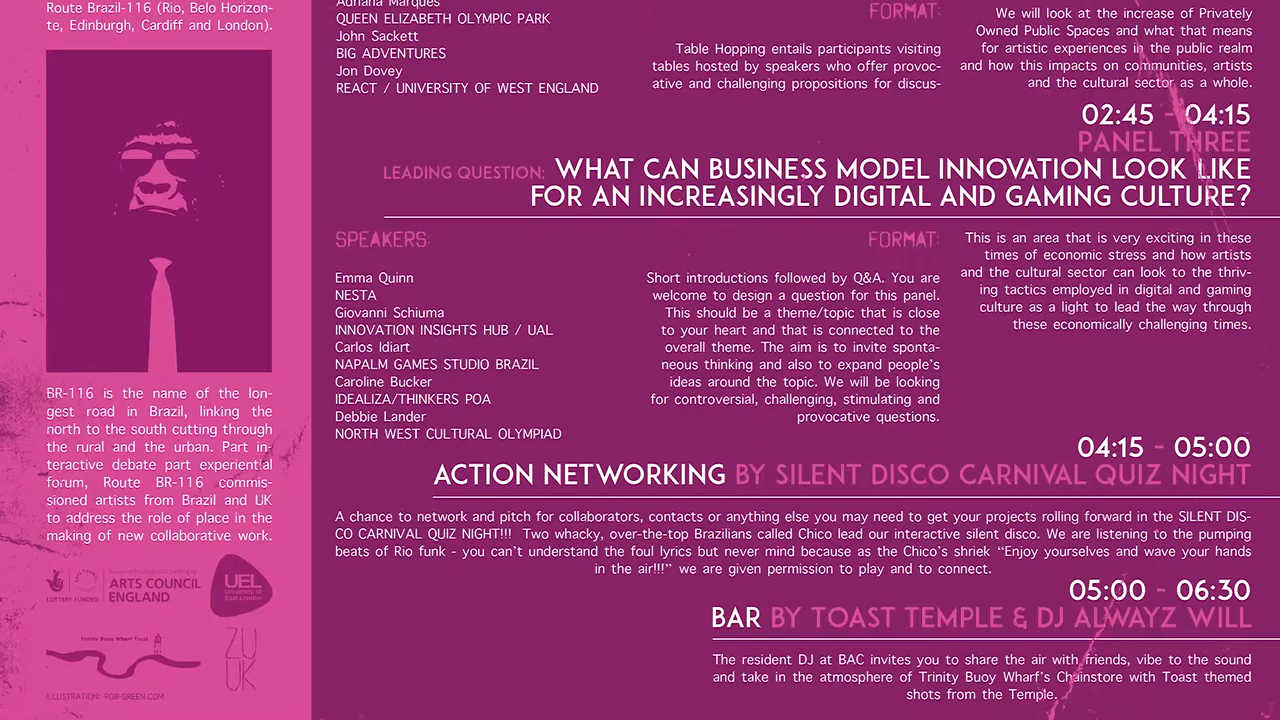 Route Brazil-116 (Rio, Belo Horizon-
te, Edinburgh, Cardiff and London).
BR-116 is the name of the lon-
gest road in Brazil, linking the
north to the south cutting through
the rural and the urban. Part in-
teractive debate part experiential
forum, Route BR-116 commis-
sioned artists from Brazil and UK
to address the role of place in the
making of new collaborative work.
LOTTERY FUNDED
ARTS COUNCIL
ENGLAND
UEL
University of
East London
Trinity Buoy Wharf Trust
ZU
UK
ILLUSTRATION: RGB-GREEN.COM
Adriana Marques
QUEEN ELIZABETH OLYMPIC PARK
John Sackett
BIG ADVENTURES
Jon Dovey
REACT / UNIVERSITY OF WEST ENGLAND
FORMAT:
Table Hopping entails participants visiting
tables hosted by speakers who offer provoc-
ative and challenging propositions for discus-
We will look at the increase of Privately
Owned Public Spaces and what that means
for artistic experiences in the public realm
and how this impacts on communities, artists
and the cultural sector as a whole.
02:45 - 04:15
PANEL THREE
LEADING QUESTION: WHAT CAN BUSINESS MODEL INNOVATION LOOK LIKE
FOR AN INCREASINGLY DIGITAL AND GAMING CULTURE?
SPEAKERS:
Emma Quinn
NESTA
Giovanni Schiuma
INNOVATION INSIGHTS HUB / UAL
Carlos Idiart
NAPALM GAMES STUDIO BRAZIL
Caroline Bucker
IDEALIZA/THINKERS POA
Debbie Lander
NORTH WEST CULTURAL OLYMPIAD
FORMAT:
Short introductions followed by Q&A. You are
welcome to design a question for this panel.
This should be a theme/topic that is close
to your heart and that is connected to the
overall theme. The aim is to invite sponta-
neous thinking and also to expand people's
ideas around the topic. We will be looking
for controversial, challenging, stimulating and
provocative questions.
This is an area that is very exciting in these
times of economic stress and how artists
and the cultural sector can look to the thriv-
ing tactics employed in digital and gaming
culture as a light to lead the way through
these economically challenging times.
04:15 - 05:00
ACTION NETWORKING BY SILENT DISCO CARNIVAL QUIZ NIGHT
A chance to network and pitch for collaborators, contacts or anything else you may need to get your projects rolling forward in the SILENT DIS-
CO CARNIVAL QUIZ NIGHT!!! Two whacky, over-the-top Brazilians called Chico lead our interactive silent disco. We are listening to the pumping
beats of Rio funk - you can't understand the foul lyrics but never mind because as the Chico's shriek "Enjoy yourselves and wave your hands
in the air!!!" we are given permission to play and to connect.
05:00 - 06:30
BAR BY TOAST TEMPLE & DJ ALWAYZ WILL
The resident DJ at BAC invites you to share the air with friends, vibe to the sound
and take in the atmosphere of Trinity Buoy Wharf's Chainstore with Toast themed
shots from the Temple.